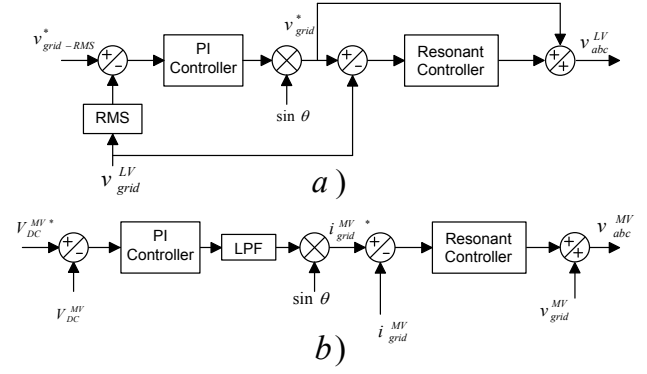 v*grid-RMS
+
-
PI
Controller
v*grid
+
-
Resonant
Controller
+
+
vLVabc
sin θ
RMS
vLVgrid
a)
VMV*DC
+
-
PI
Controller
LPF
iMV*grid
+
-
Resonant
Controller
+
+
vMVabc
sin θ
VMVDC
iMVgrid
vMVgrid
b)